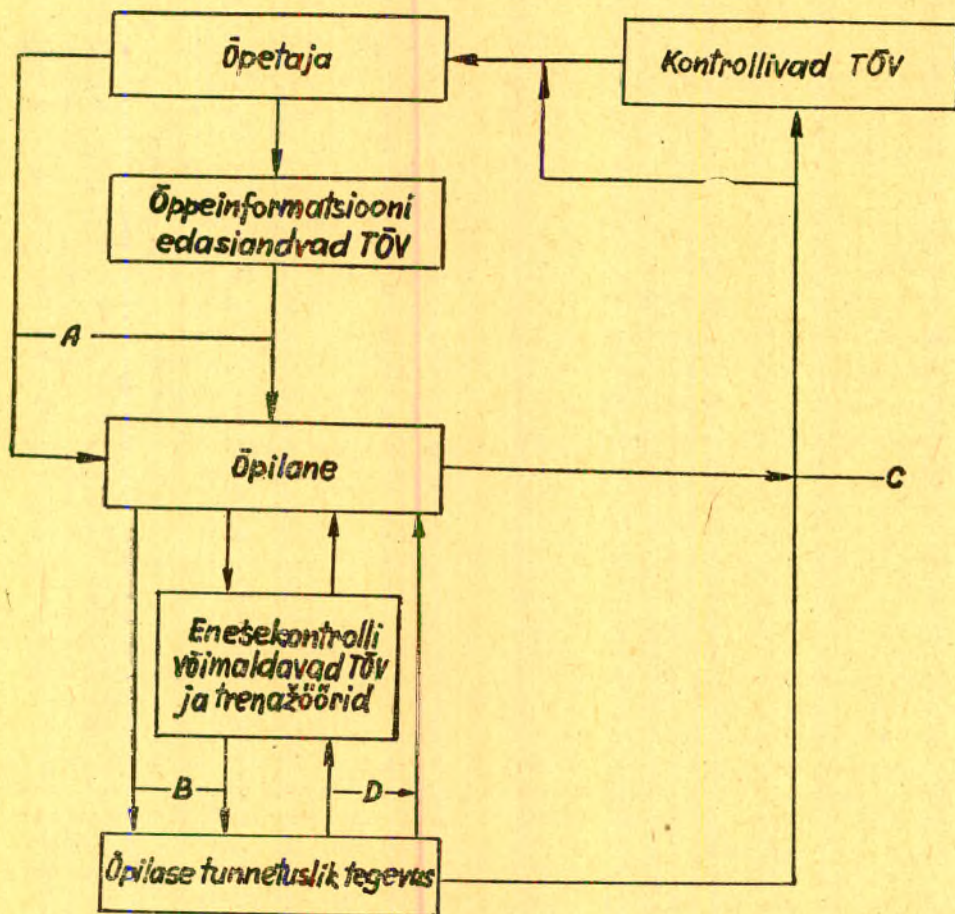 Õpetaja
Kontrollivad TÕV
Õppeinformatsiooni
edasiandvad TÕV
A
Õpilane
C
Enesekontrolli
võimaldavad TÕV
ja trenažöörid
B
D
Õpilase tunnetuslik tegevus